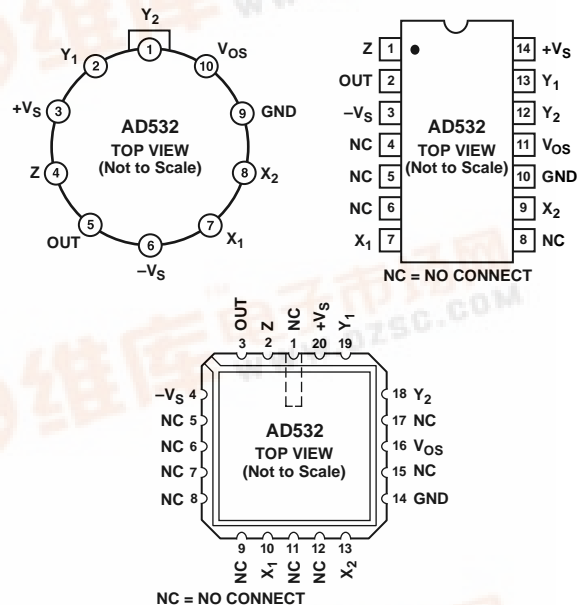 Y2
Y1 2 1 10 VOS
+VS 3 9 GND
AD532
TOP VIEW
(Not to Scale)
Z 4 8 X2
OUT 5 7 X1
6
–VS
Z 1 14 +VS
OUT 2 13 Y1
–VS 3 12 Y2
NC 4 11 VOS
NC 5 10 GND
NC 6 9 X2
X1 7 8 NC
AD532
TOP VIEW
(Not to Scale)
NC = NO CONNECT
OUT Z NC +VS Y1
3 2 1 20 19
–VS 4 18 Y2
NC 5 17 NC
NC 6 16 VOS
NC 7 15 NC
NC 8 14 GND
AD532
TOP VIEW
(Not to Scale)
9 10 11 12 13
NC X1 NC NC X2
NC = NO CONNECT